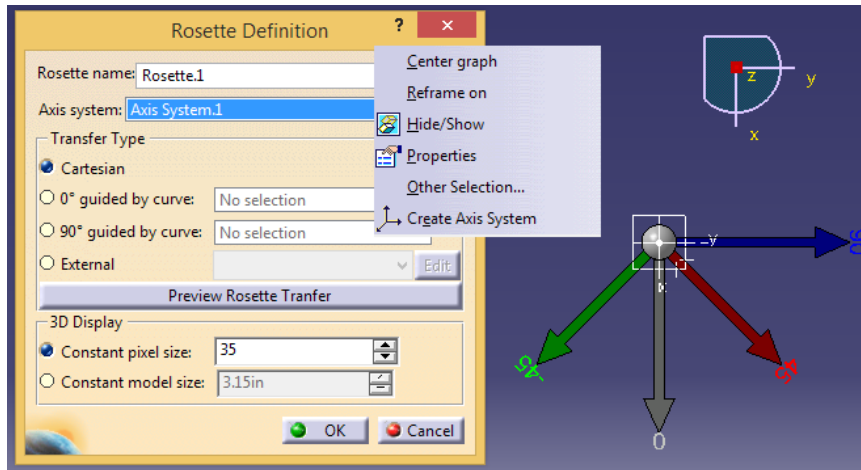 Rosette Definition ? ×
Rosette name: Rosette.1
Axis system: Axis System.1
Transfer Type
Cartesian
0° guided by curve: No selection
90° guided by curve: No selection
External Edit
Preview Rosette Tranfer
3D Display
Constant pixel size: 35
Constant model size: 3.15in
OK Cancel
Center graph
Reframe on
Hide/Show
Properties
Other Selection...
Create Axis System
z
y
x
y
x
90
0